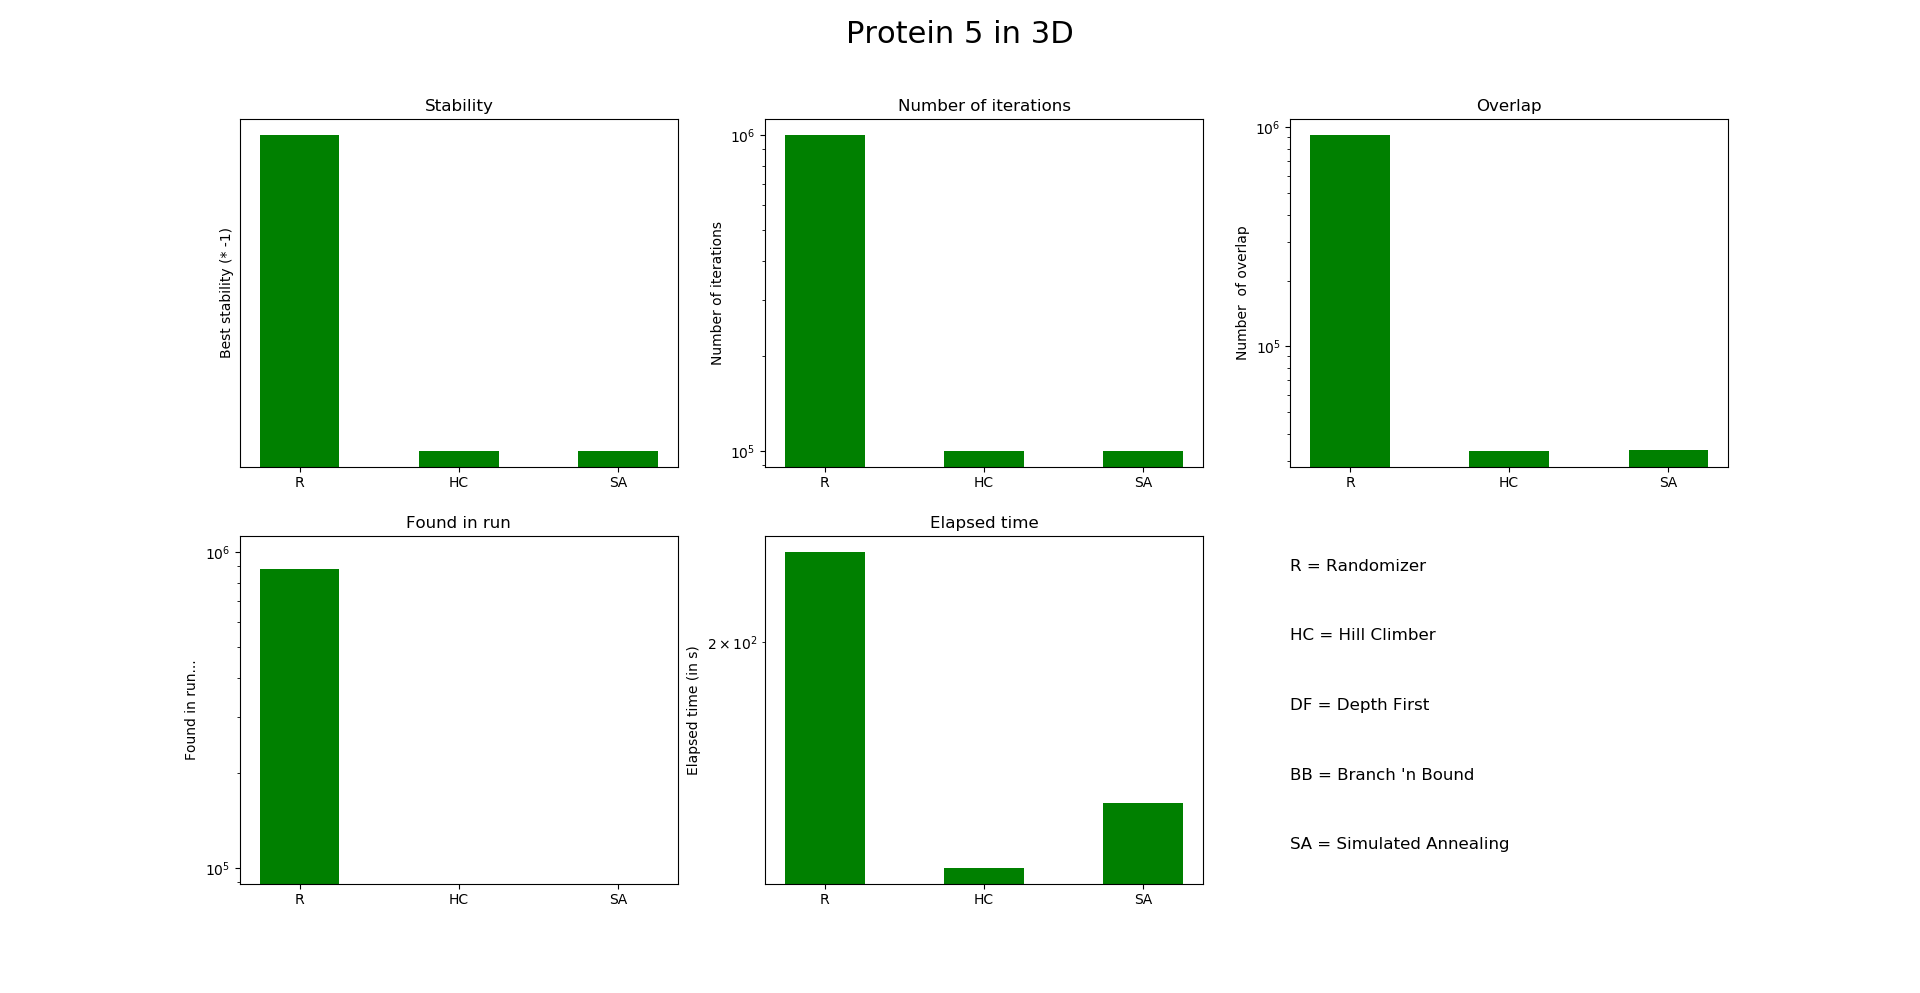 Protein 5 in 3D
Stability
Best stability (* -1)
R HC SA
Number of iterations
Number of iterations
10⁶
10⁵
R HC SA
Overlap
Number  of overlap
10⁶
10⁵
R HC SA
Found in run
Found in run...
10⁶
10⁵
R HC SA
Elapsed time
Elapsed time (in s)
2 × 10²
R HC SA
R = Randomizer
HC = Hill Climber
DF = Depth First
BB = Branch 'n Bound
SA = Simulated Annealing